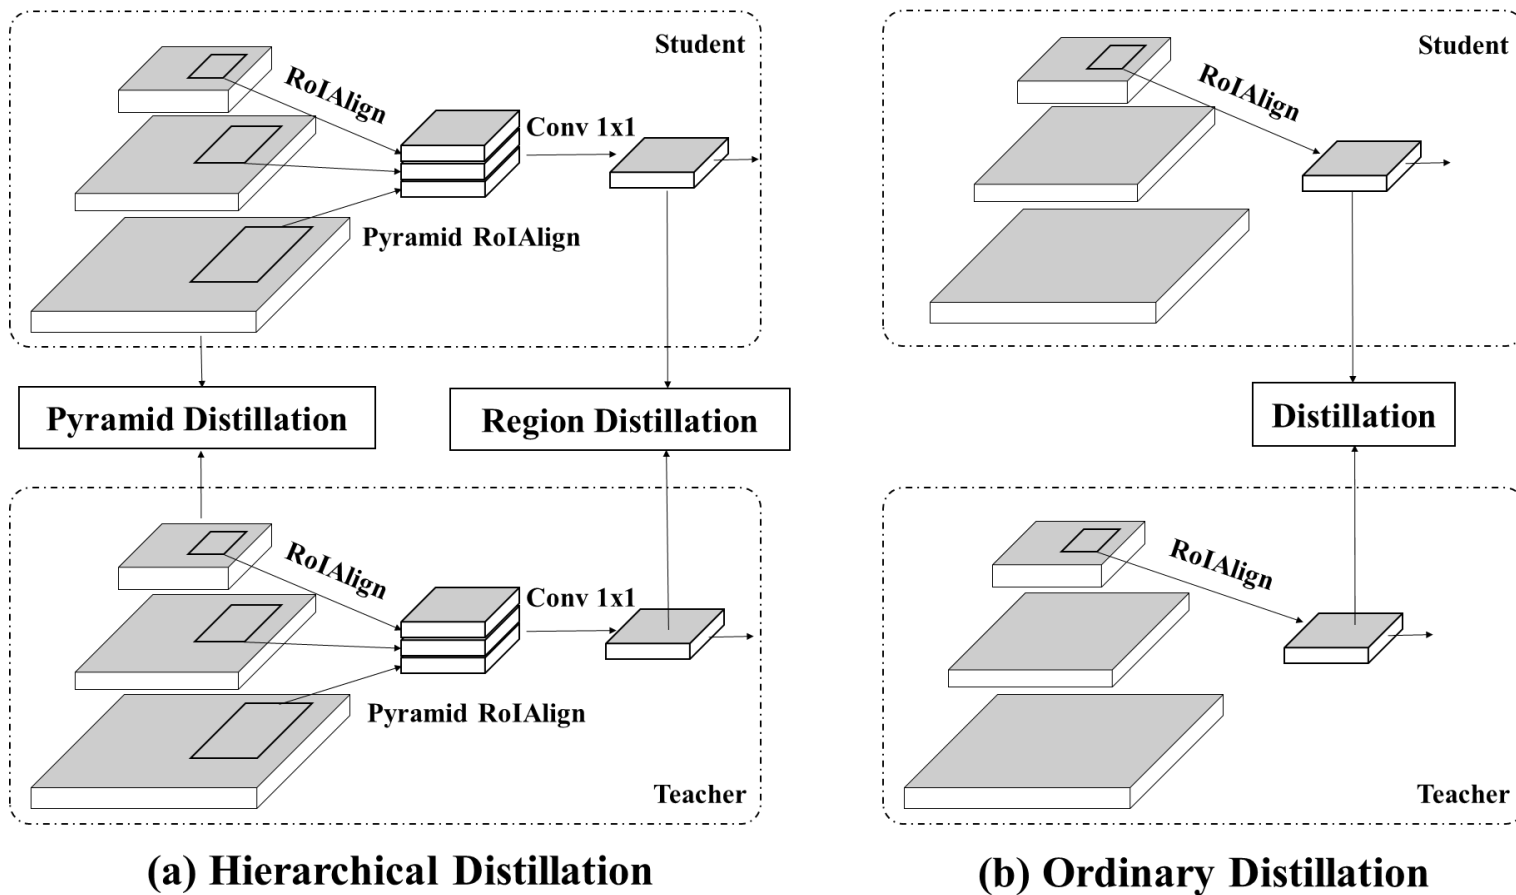 Student
RoIAlign
Conv 1x1
Pyramid RoIAlign
Pyramid Distillation
Region Distillation
RoIAlign
Conv 1x1
Pyramid RoIAlign
Teacher
(a) Hierarchical Distillation
Student
RoIAlign
Distillation
RoIAlign
Teacher
(b) Ordinary Distillation